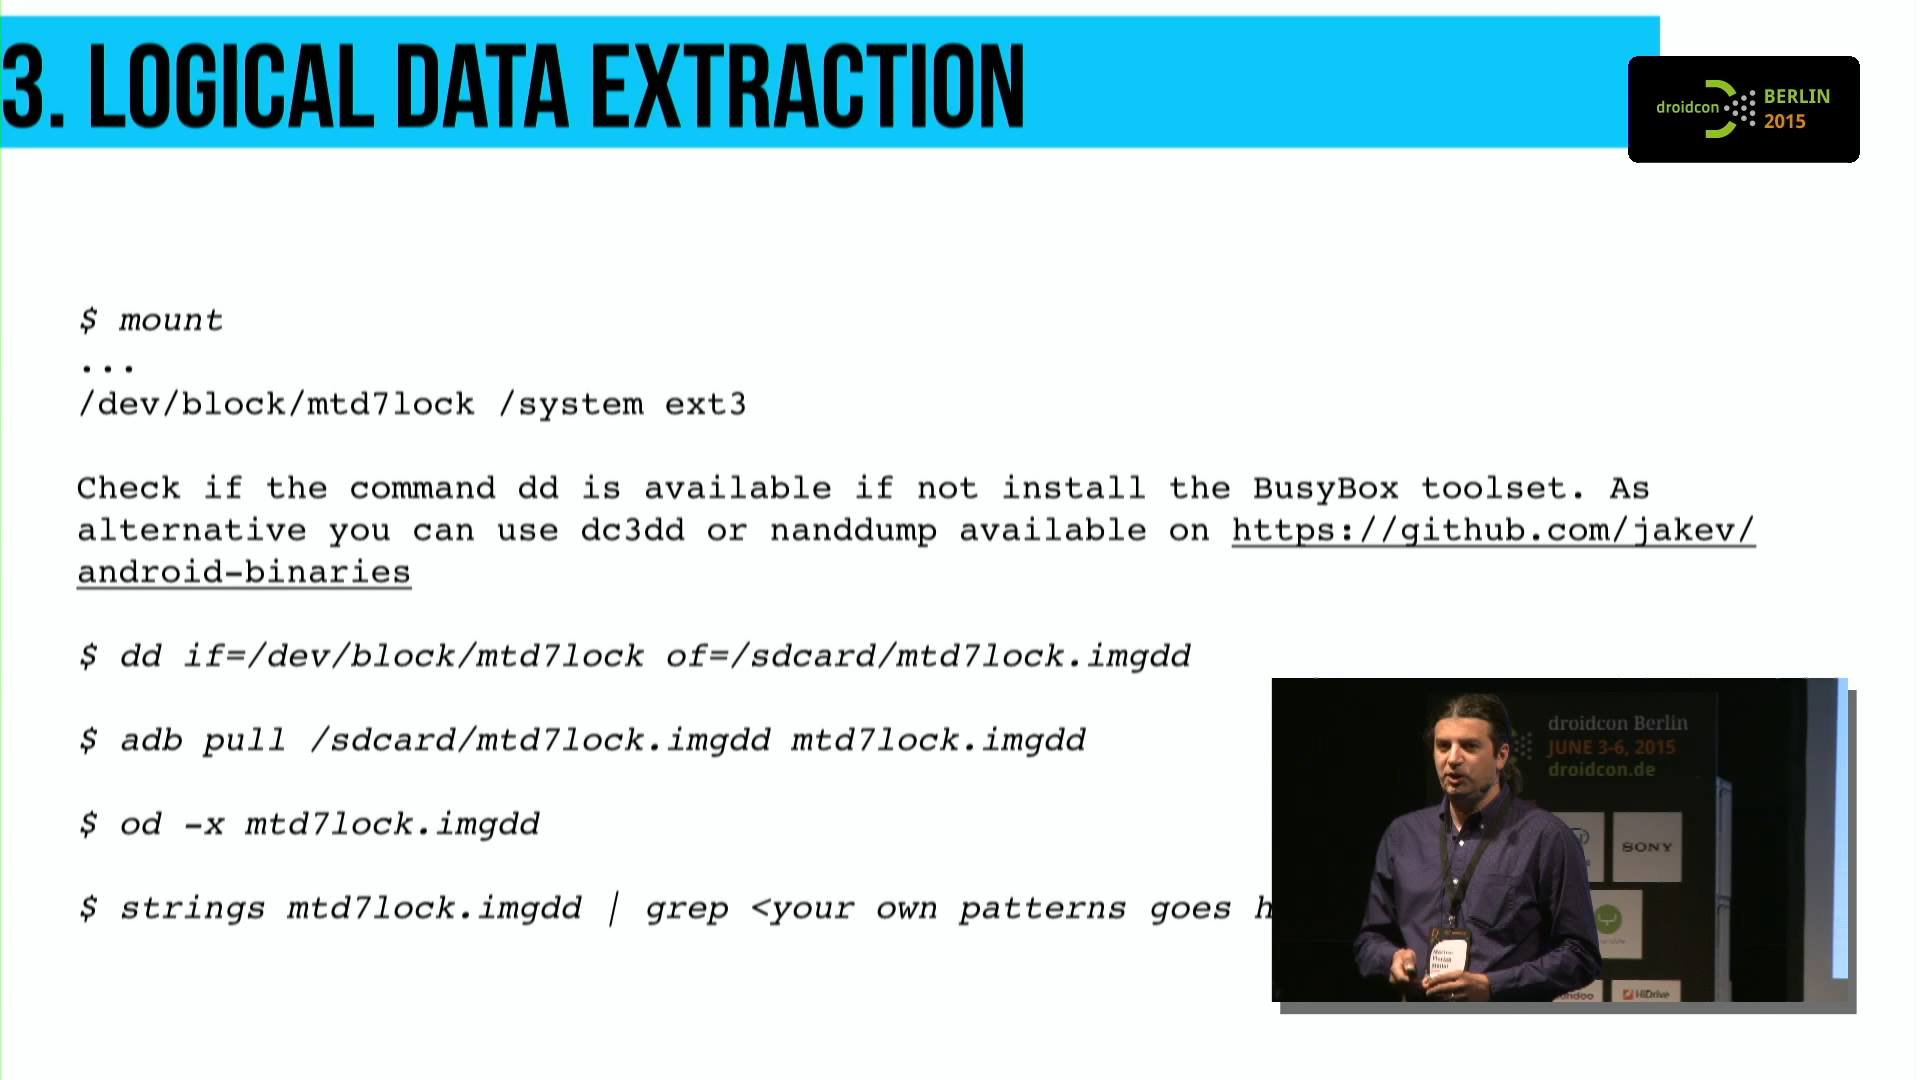 3. LOGICAL DATA EXTRACTION
droidcon BERLIN 2015
$ mount
...
/dev/block/mtd7lock /system ext3
Check if the command dd is available if not install the BusyBox toolset. As
alternative you can use dc3dd or nanddump available on https://github.com/jakev/
android-binaries
$ dd if=/dev/block/mtd7lock of=/sdcard/mtd7lock.imgdd
$ adb pull /sdcard/mtd7lock.imgdd mtd7lock.imgdd
$ od -x mtd7lock.imgdd
$ strings mtd7lock.imgdd | grep <your own patterns goes h
droidcon Berlin
JUNE 3-6, 2015
droidcon.de
SONY
HiDrive